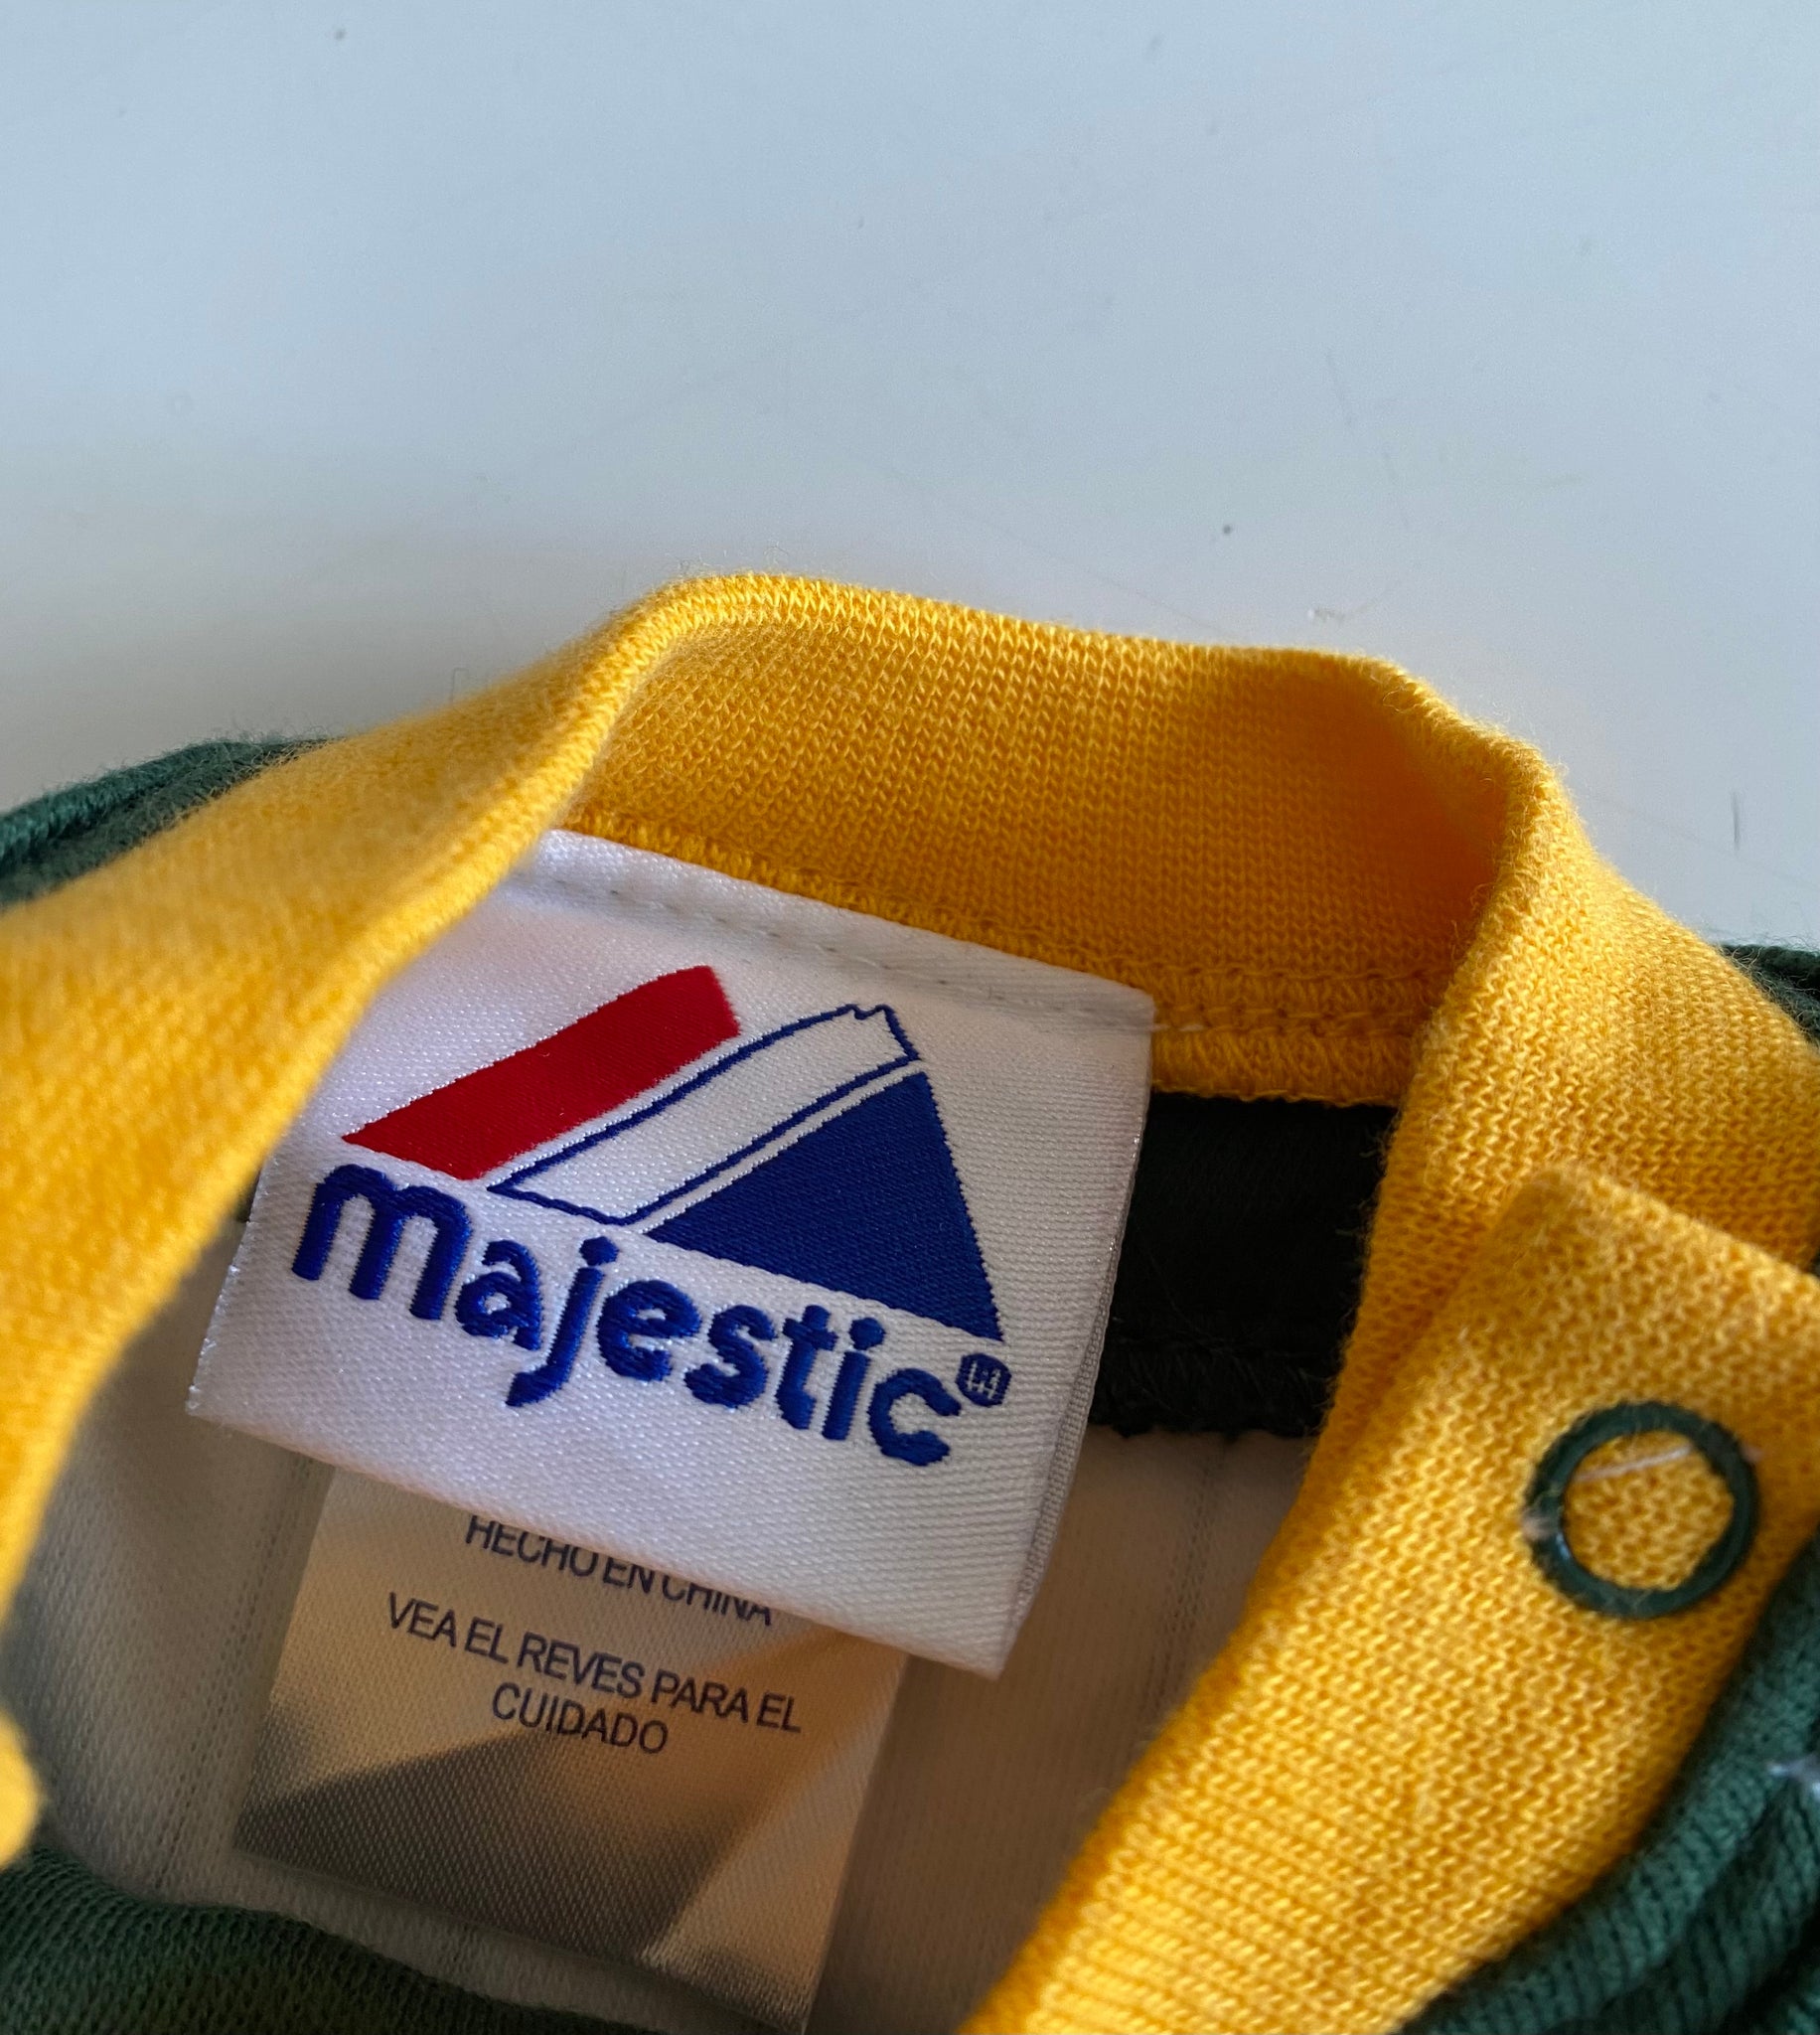 majestic®
HECHO EN CHINA
VEA EL REVES PARA EL
CUIDADO